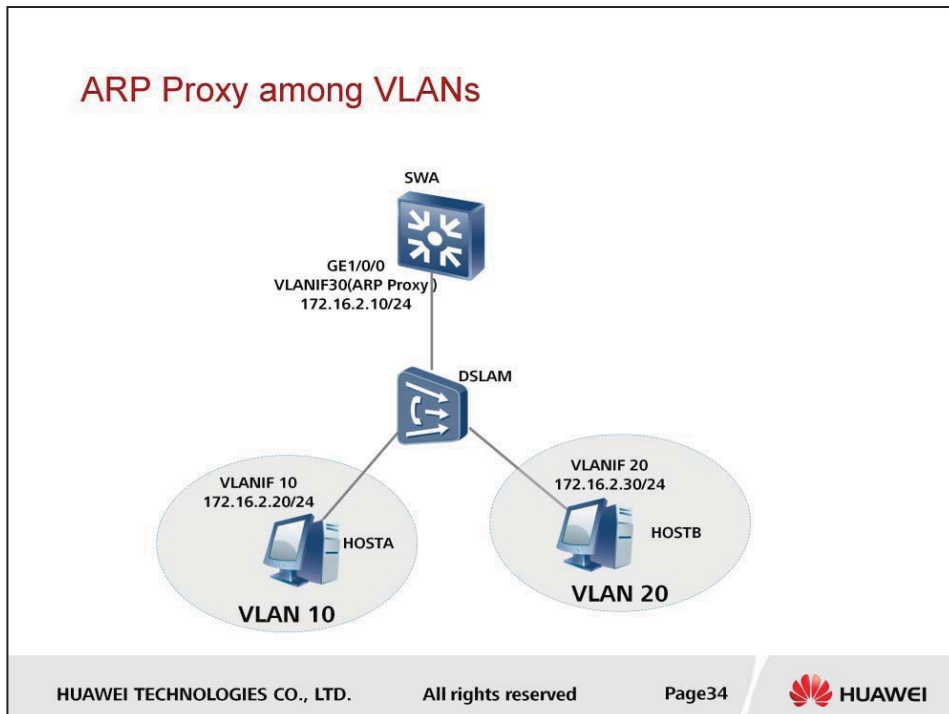 ARP Proxy among VLANs
SWA
GE1/0/0
VLANIF30(ARP Proxy )
172.16.2.10/24
DSLAM
VLANIF 10
172.16.2.20/24
HOSTA
VLAN 10
VLANIF 20
172.16.2.30/24
HOSTB
VLAN 20
HUAWEI TECHNOLOGIES CO., LTD.
All rights reserved
Page34
HUAWEI